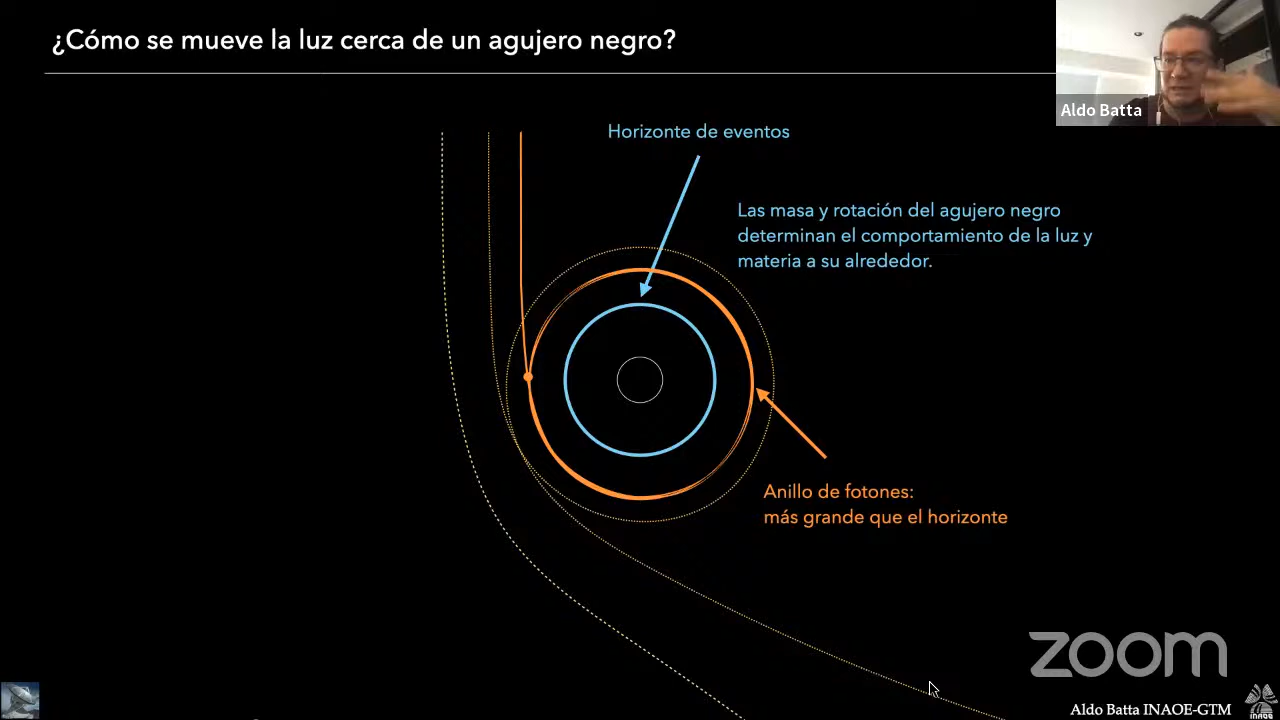 ¿Cómo se mueve la luz cerca de un agujero negro?
Aldo Batta
Horizonte de eventos
Las masa y rotación del agujero negro
determinan el comportamiento de la luz y
materia a su alrededor.
Anillo de fotones:
más grande que el horizonte
zoom
Aldo Batta INAOE-GTM